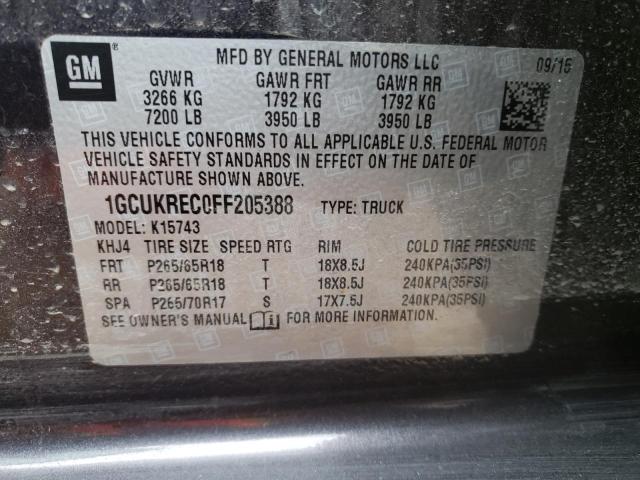 GM
MFD BY GENERAL MOTORS LLC 09/15
GVWR GAWR FRT GAWR RR
3266 KG 1792 KG 1792 KG
7200 LB 3950 LB 3950 LB
THIS VEHICLE CONFORMS TO ALL APPLICABLE U.S. FEDERAL MOTOR
VEHICLE SAFETY STANDARDS IN EFFECT ON THE DATE OF
MANUFACTURE SHOWN ABOVE.
1GCUKREC0FF205388 TYPE: TRUCK
MODEL: K15743
KHJ4 TIRE SIZE SPEED RTG RIM COLD TIRE PRESSURE
FRT P265/65R18 T 18X8.5J 240KPA(35PSI)
RR P265/65R18 T 18X8.5J 240KPA(35PSI)
SPA P265/70R17 S 17X7.5J 240KPA(35PSI)
SEE OWNER'S MANUAL FOR MORE INFORMATION.